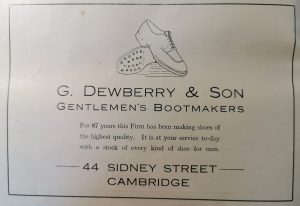 G. DEWBERRY & SON
GENTLEMEN'S BOOTMAKERS
For 87 years this Firm has been making shoes of
the highest quality. It is at your service to-day
with a stock of every kind of shoe for men.
44 SIDNEY STREET
CAMBRIDGE